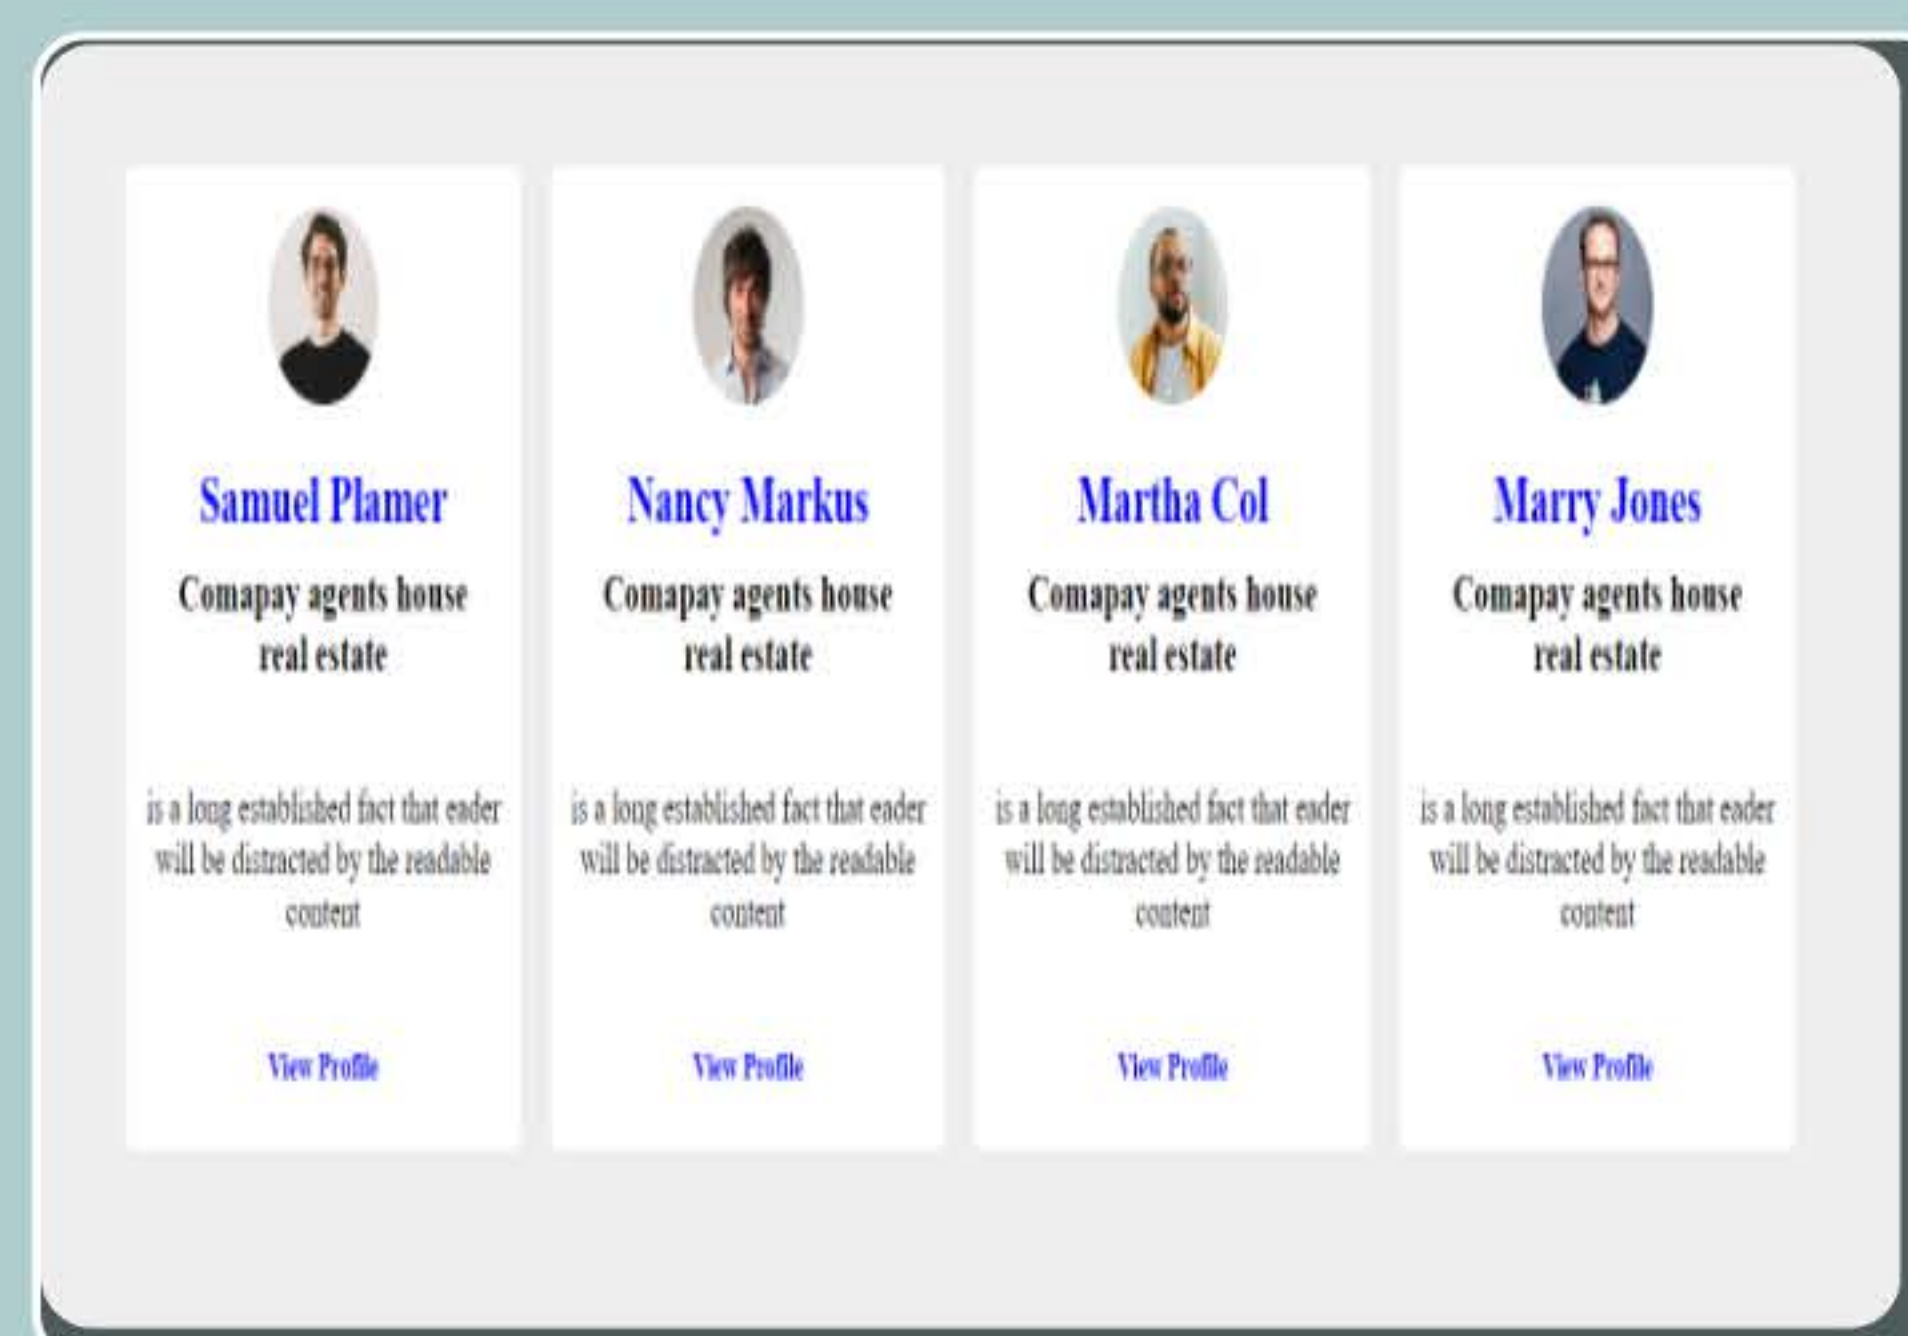 Samuel Plamer
Comapay agents house
real estate
is a long established fact that eader
will be distracted by the readable
content
View Profile
Nancy Markus
Comapay agents house
real estate
is a long established fact that eader
will be distracted by the readable
content
View Profile
Martha Col
Comapay agents house
real estate
is a long established fact that eader
will be distracted by the readable
content
View Profile
Marry Jones
Comapay agents house
real estate
is a long established fact that eader
will be distracted by the readable
content
View Profile